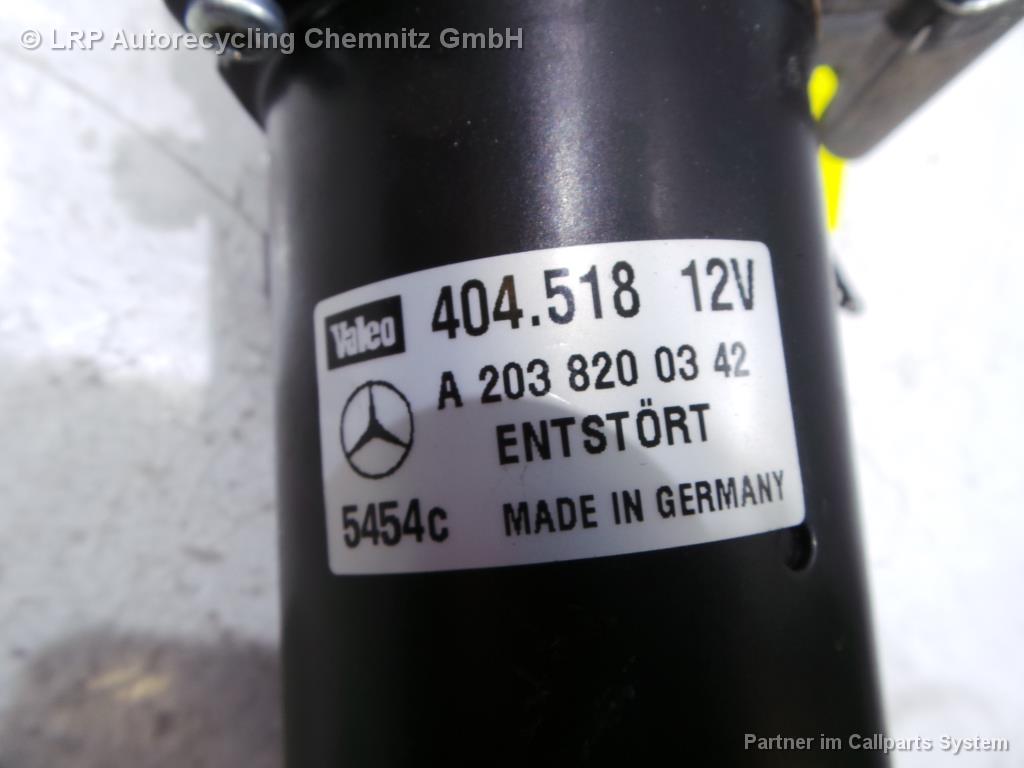 © LRP Autorecycling Chemnitz GmbH
Valeo 404.518 12V
A 203 820 03 42
ENTSTÖRT
5454c MADE IN GERMANY
Partner im Callparts System